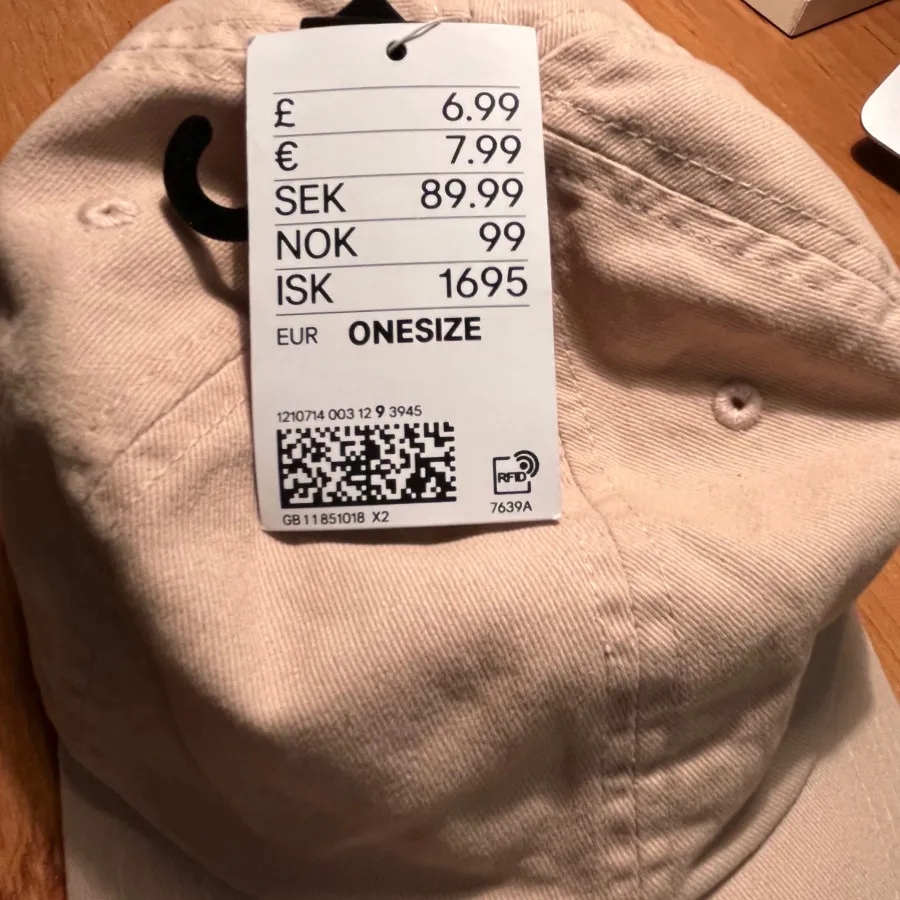 £ 6.99
€ 7.99
SEK 89.99
NOK 99
ISK 1695
EUR ONESIZE
1210714 003 12 9 3945
RFID
GB11851018 X2
7639A